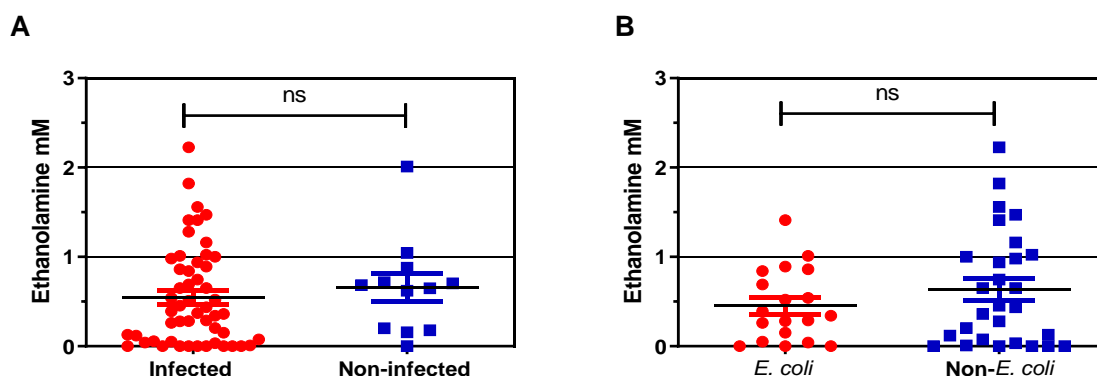 A
Ethanolamine mM
3
2
1
0
ns
Infected
Non-infected
B
Ethanolamine mM
3
2
1
0
ns
E. coli
Non-E. coli